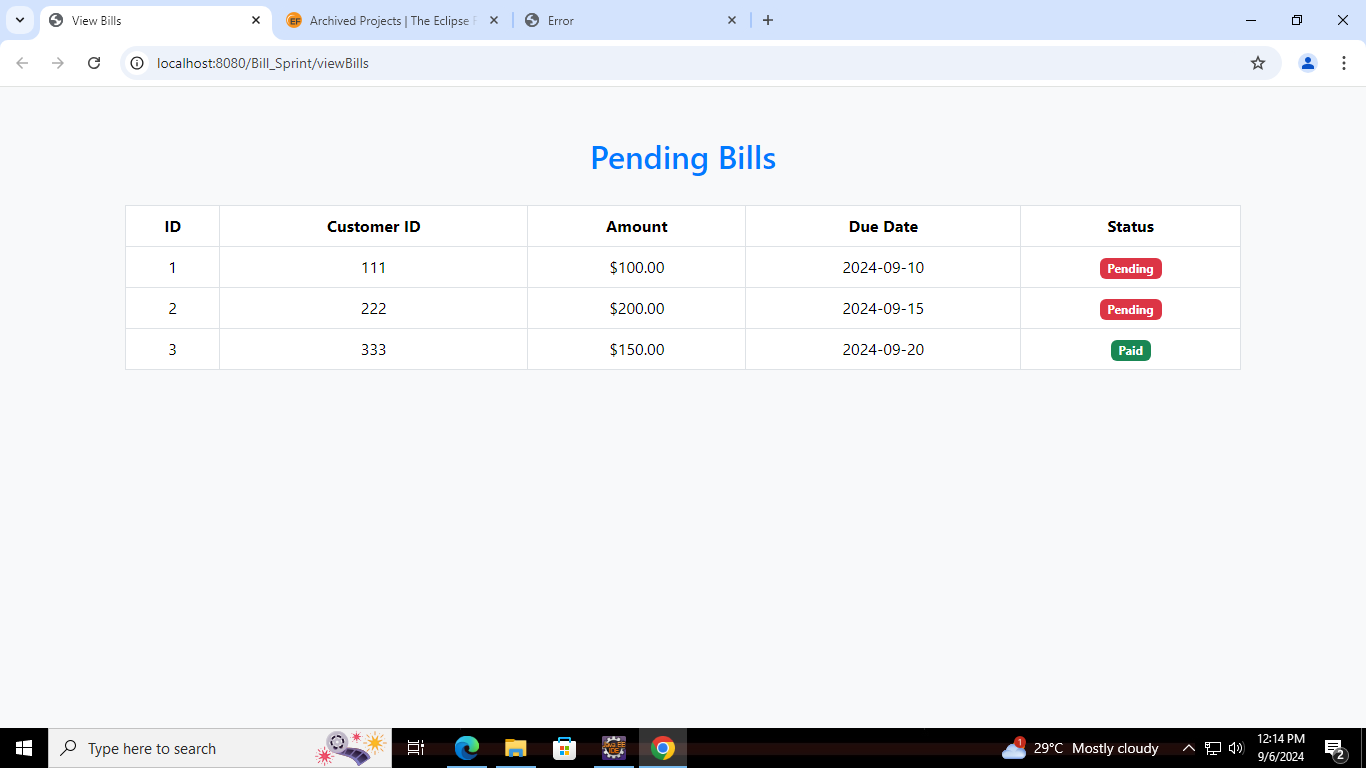 View Bills
Archived Projects | The Eclipse F
Error
localhost:8080/Bill_Sprint/viewBills
Pending Bills
ID Customer ID Amount Due Date Status
1 111 $100.00 2024-09-10 Pending
2 222 $200.00 2024-09-15 Pending
3 333 $150.00 2024-09-20 Paid
Type here to search
1 29°C Mostly cloudy
12:14 PM
9/6/2024
2